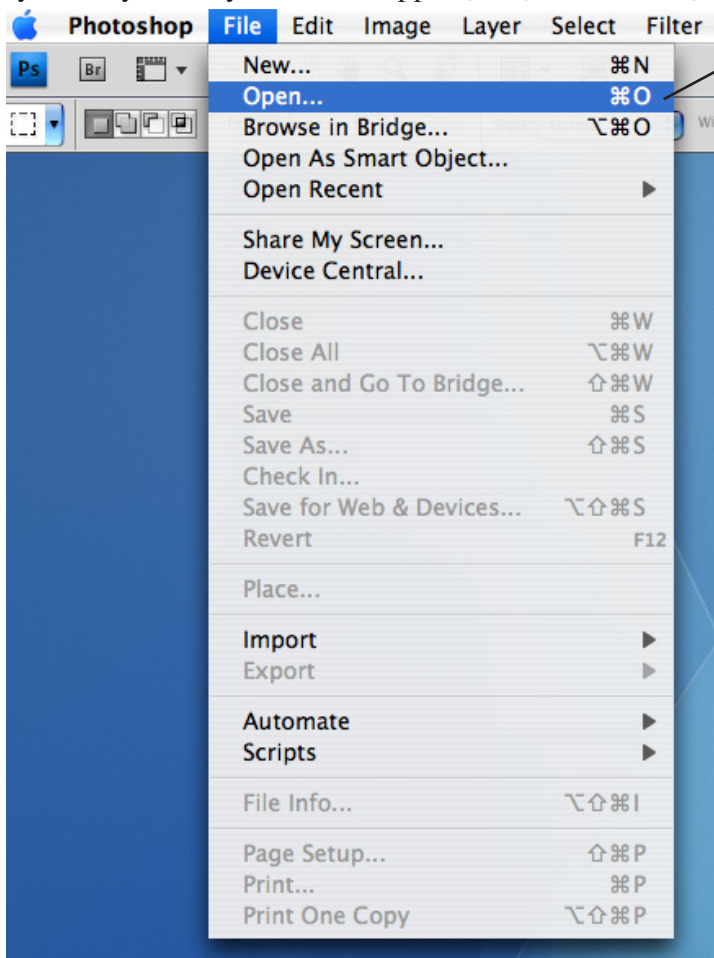 Photoshop File Edit Image Layer Select Filter
Ps Br
New... ⌘N
Open... ⌘O
Browse in Bridge... ⌥⌘O
Open As Smart Object...
Open Recent ▶
Share My Screen...
Device Central...
Close ⌘W
Close All ⌥⌘W
Close and Go To Bridge... ⇧⌘W
Save ⌘S
Save As... ⇧⌘S
Check In...
Save for Web & Devices... ⌥⇧⌘S
Revert F12
Place...
Import ▶
Export ▶
Automate ▶
Scripts ▶
File Info... ⌥⇧⌘I
Page Setup... ⇧⌘P
Print... ⌘P
Print One Copy ⌥⇧⌘P